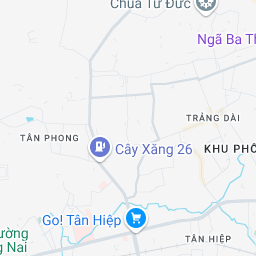 Chùa Từ Đức
Ngã Ba Th
TRẢNG DÀI
TÂN PHONG
Cây Xăng 26
KHU PHỐ
Go! Tân Hiệp
ường
g Nai
TÂN HIỆP